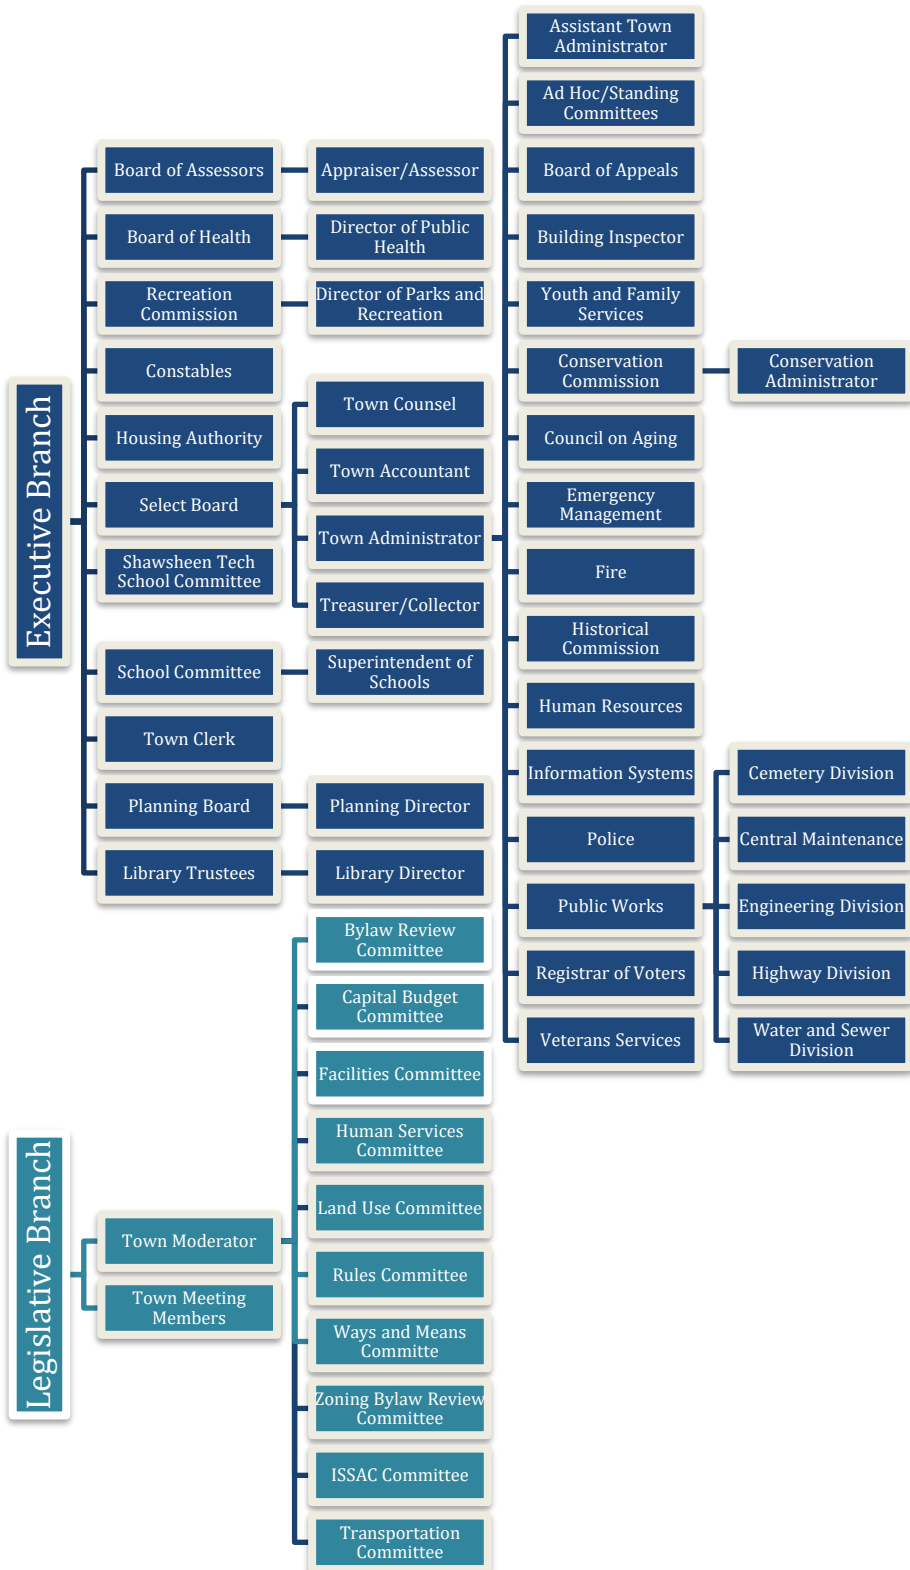 Executive Branch
Board of Assessors
Appraiser/Assessor
Board of Health
Director of Public
Health
Recreation
Commission
Director of Parks and
Recreation
Constables
Housing Authority
Select Board
Town Counsel
Town Accountant
Town Administrator
Assistant Town
Administrator
Ad Hoc/Standing
Committees
Board of Appeals
Building Inspector
Youth and Family
Services
Conservation
Commission
Conservation
Administrator
Council on Aging
Emergency
Management
Fire
Historical
Commission
Human Resources
Information Systems
Police
Public Works
Cemetery Division
Central Maintenance
Engineering Division
Highway Division
Water and Sewer
Division
Registrar of Voters
Veterans Services
Treasurer/Collector
Shawsheen Tech
School Committee
School Committee
Superintendent of
Schools
Town Clerk
Planning Board
Planning Director
Library Trustees
Library Director
Legislative Branch
Town Moderator
Bylaw Review
Committee
Capital Budget
Committee
Facilities Committee
Human Services
Committee
Land Use Committee
Rules Committee
Ways and Means
Committe
Zoning Bylaw Review
Committee
ISSAC Committee
Transportation
Committee
Town Meeting
Members